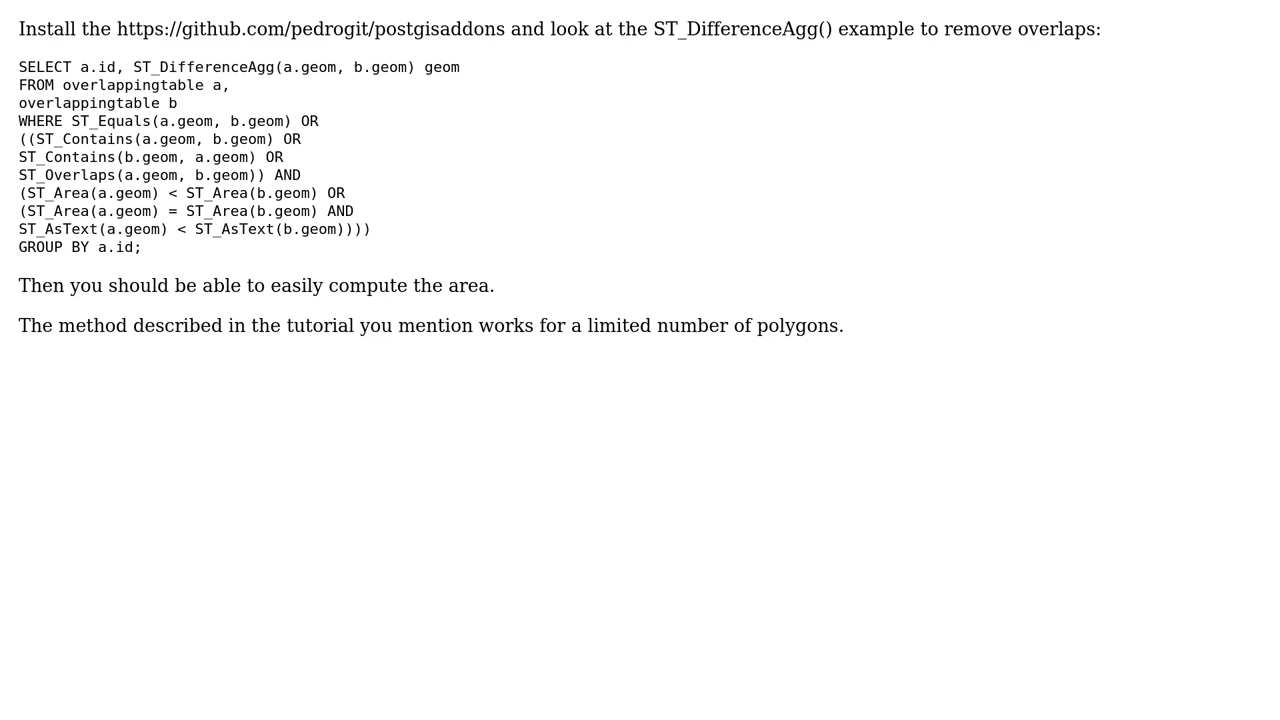 Install the https://github.com/pedrogit/postgisaddons and look at the ST_DifferenceAgg() example to remove overlaps:
SELECT a.id, ST_DifferenceAgg(a.geom, b.geom) geom
FROM overlappingtable a,
overlappingtable b
WHERE ST_Equals(a.geom, b.geom) OR
((ST_Contains(a.geom, b.geom) OR
ST_Contains(b.geom, a.geom) OR
ST_Overlaps(a.geom, b.geom)) AND
(ST_Area(a.geom) < ST_Area(b.geom) OR
(ST_Area(a.geom) = ST_Area(b.geom) AND
ST_AsText(a.geom) < ST_AsText(b.geom))))
GROUP BY a.id;
Then you should be able to easily compute the area.
The method described in the tutorial you mention works for a limited number of polygons.